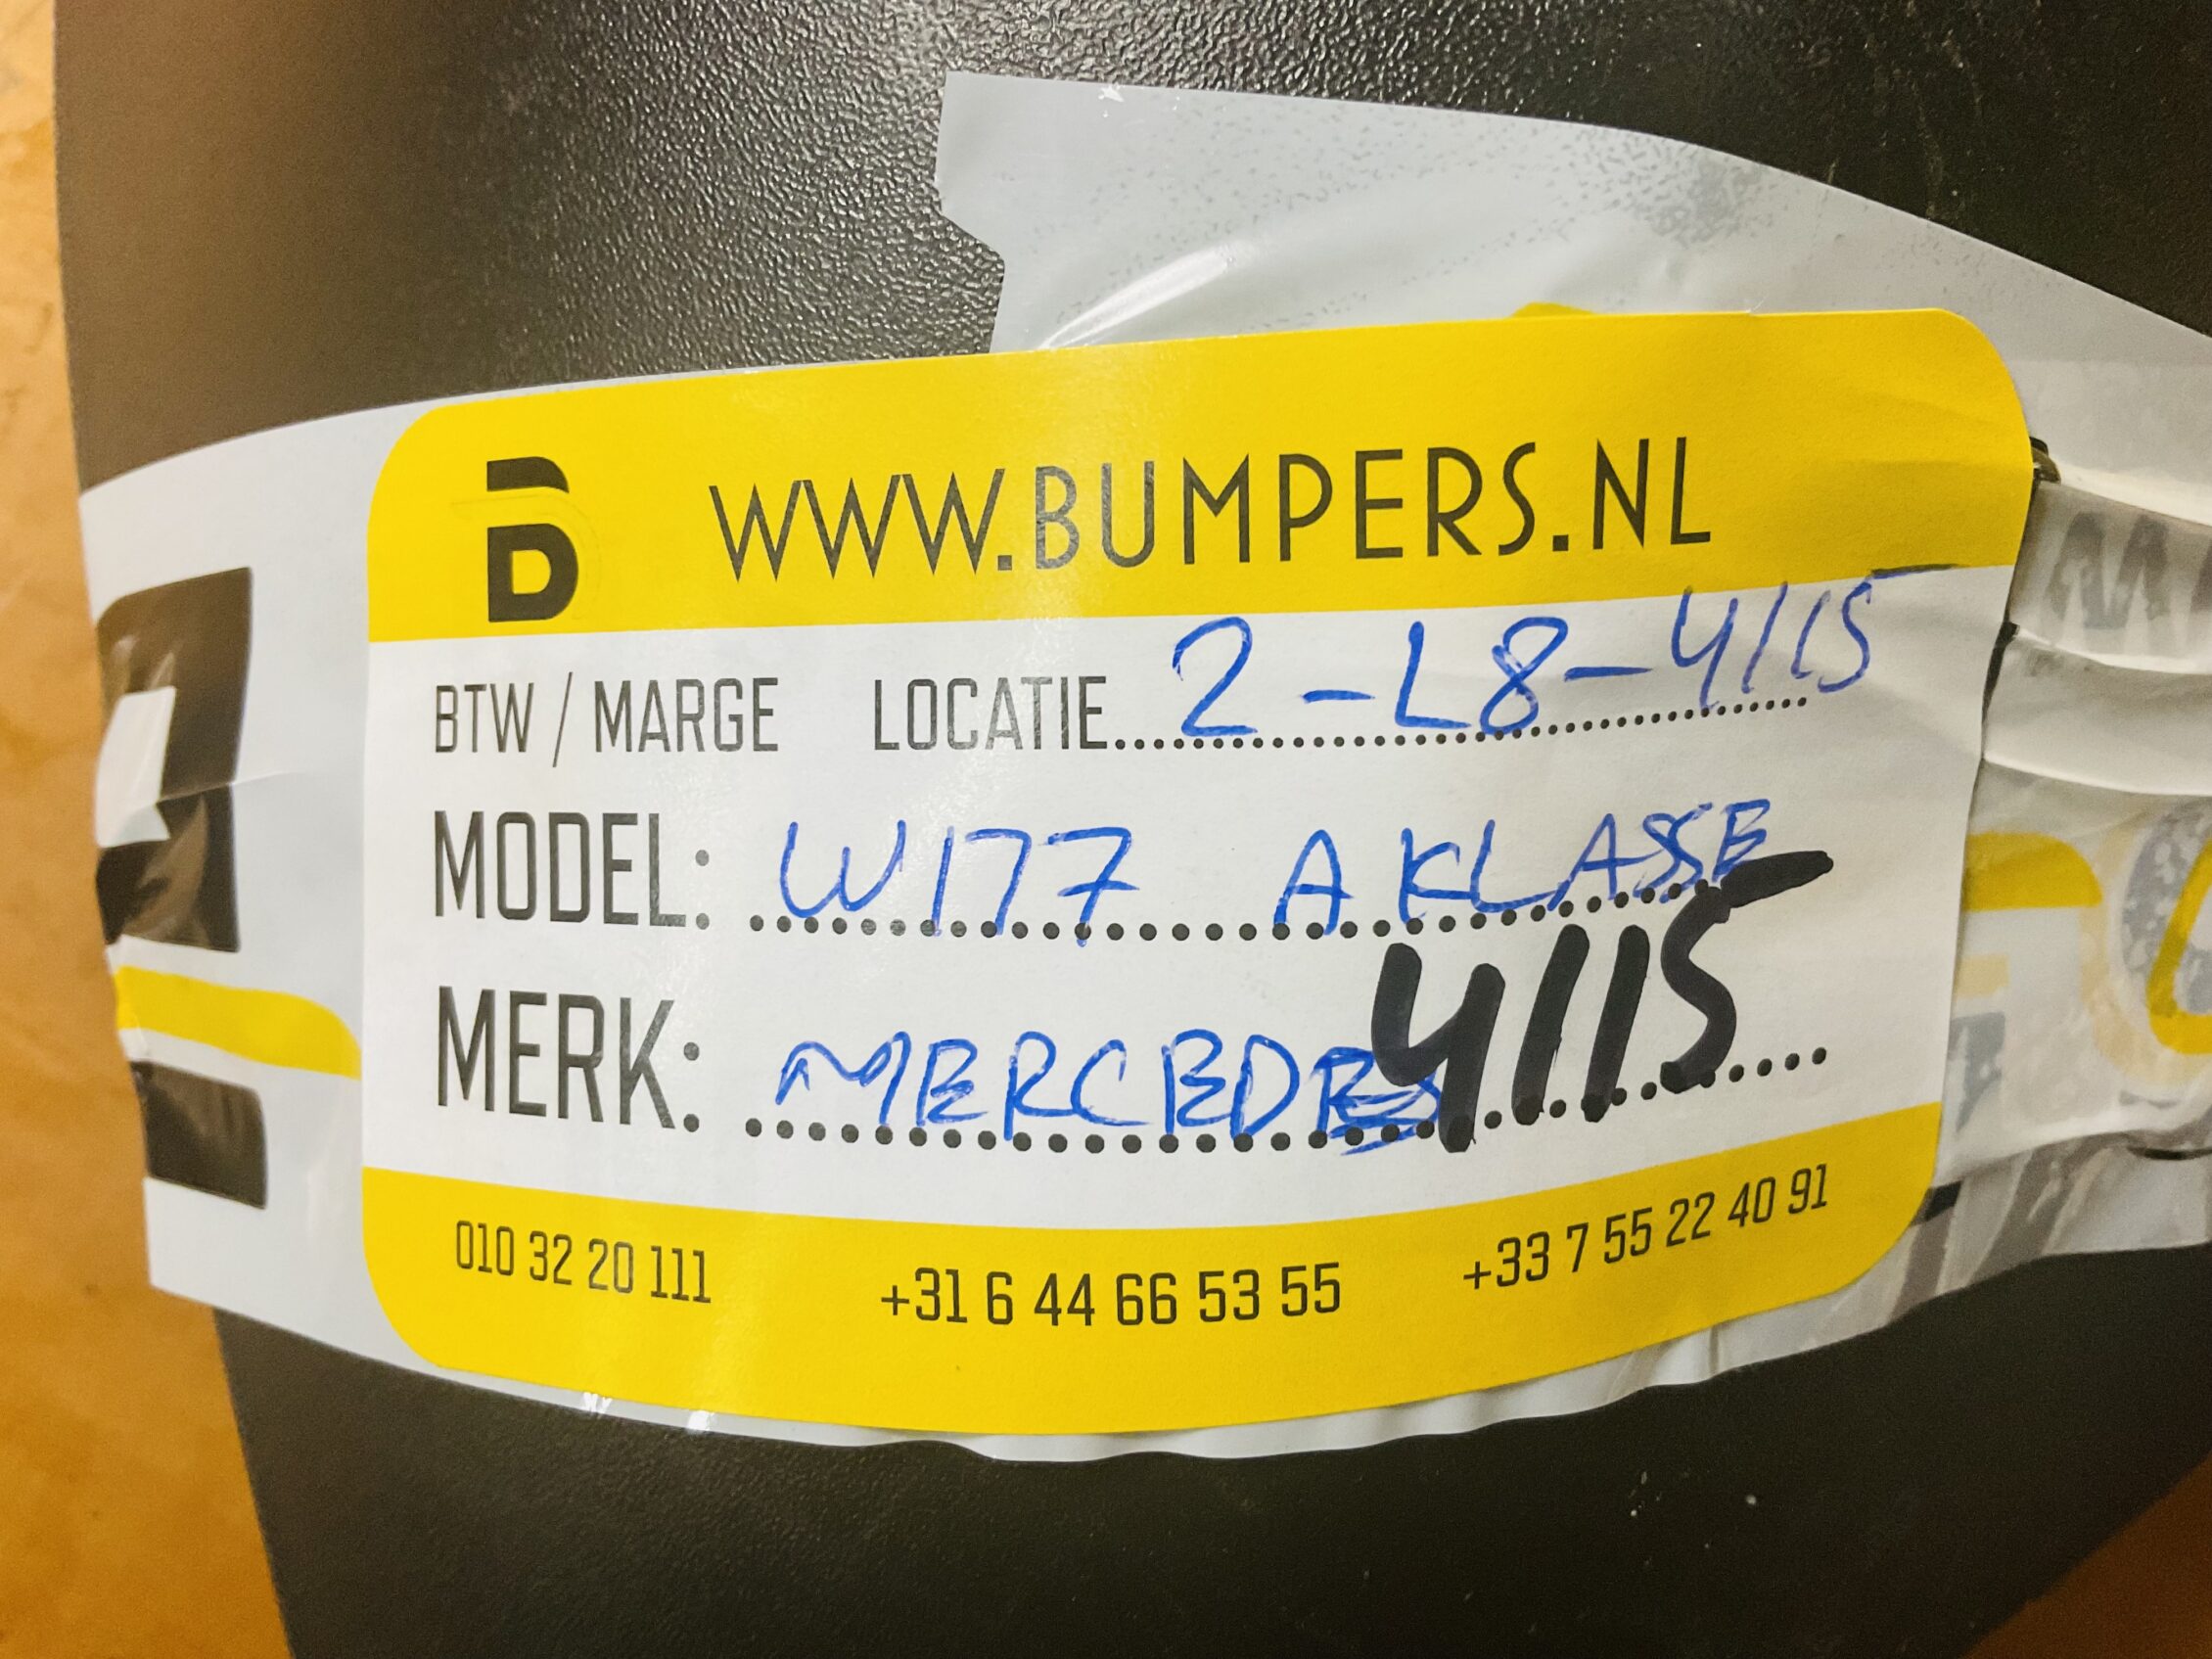 B WWW.BUMPERS.NL
BTW / MARGE LOCATIE 2-L8-4115
MODEL: W177 A KLASSE
MERK: MERCEDES 4115
010 32 20 111 +31 6 44 66 53 55 +33 7 55 22 40 91